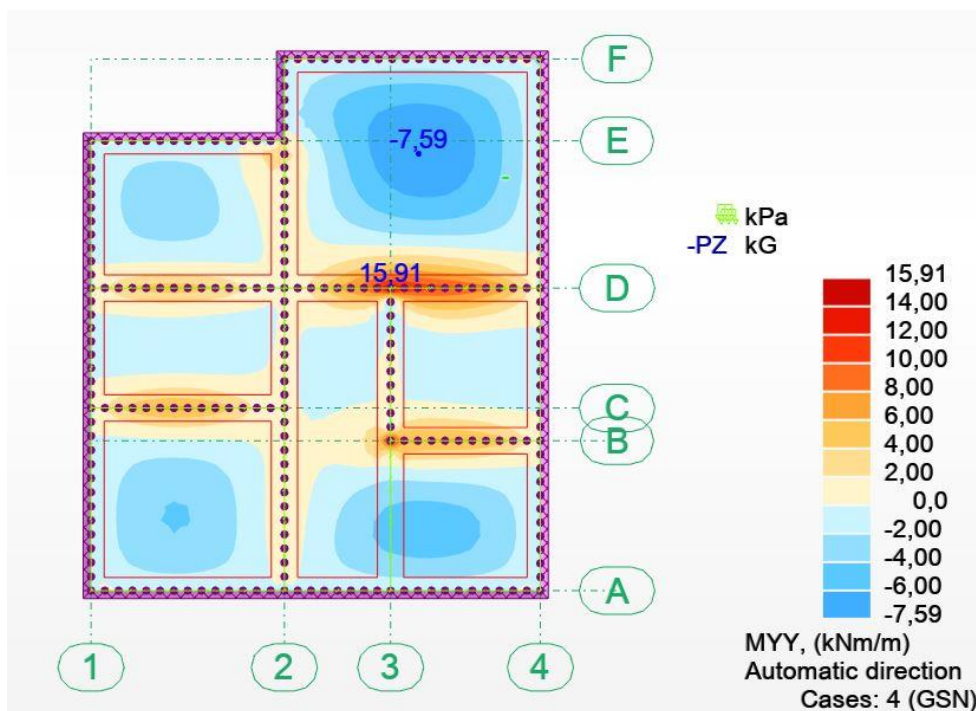 F
E
-7,59
kPa
-PZ kG
15,91
D
15,91
14,00
12,00
10,00
8,00
6,00
4,00
2,00
0,0
-2,00
-4,00
-6,00
-7,59
C
B
A
MYY, (kNm/m)
Automatic direction
Cases: 4 (GSN)
1 2 3 4